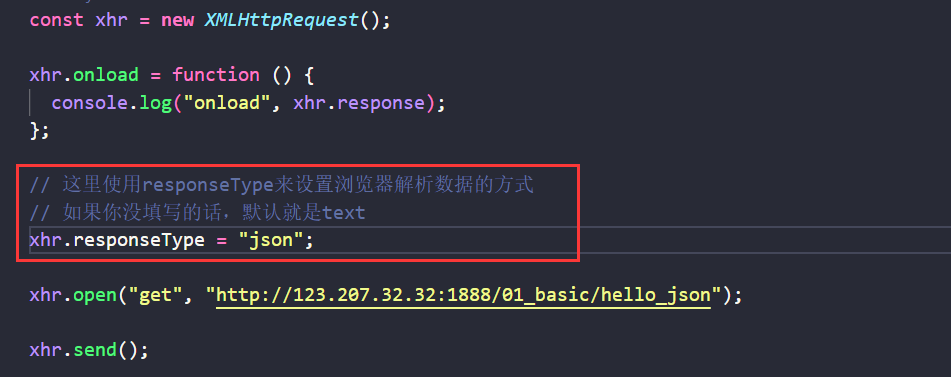 const xhr = new XMLHttpRequest();
xhr.onload = function () {
console.log("onload", xhr.response);
};
// 这里使用responseType来设置浏览器解析数据的方式
// 如果你没填写的话，默认就是text
xhr.responseType = "json";
xhr.open("get", "http://123.207.32.32:1888/01_basic/hello_json");
xhr.send();